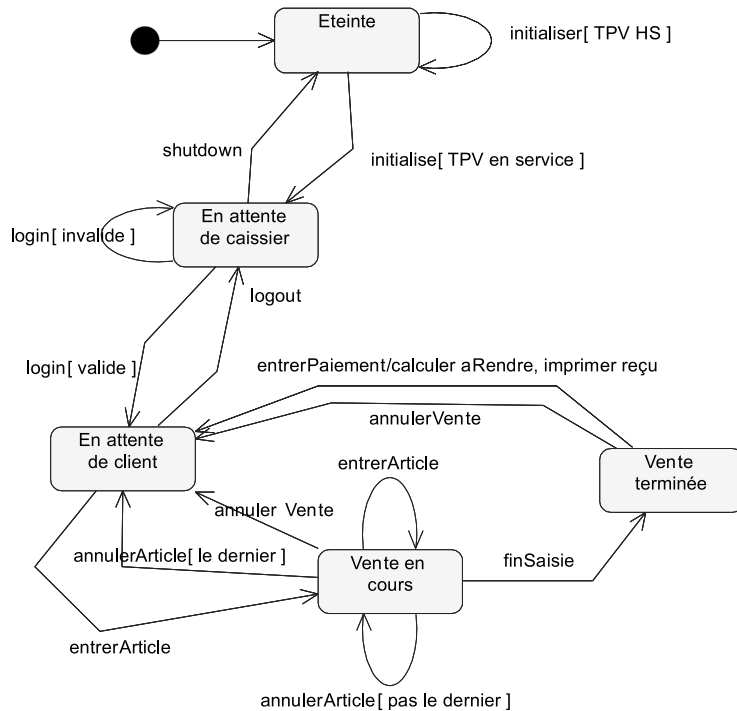 Eteinte
initialiser[ TPV HS ]
shutdown
initialise[ TPV en service ]
En attente
de caissier
login[ invalide ]
logout
login[ valide ]
entrerPaiement/calculer aRendre, imprimer reçu
annulerVente
En attente
de client
Vente
terminée
entrerArticle
annuler Vente
annulerArticle[ le dernier ]
Vente en
cours
finSaisie
entrerArticle
annulerArticle[ pas le dernier ]